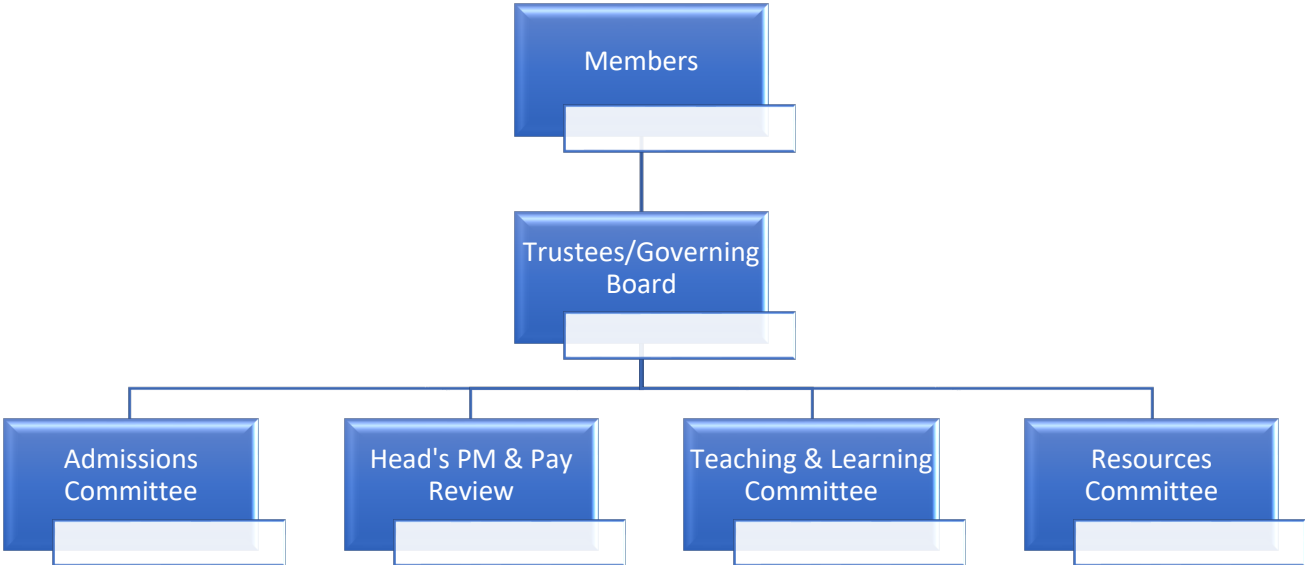 Members
Trustees/Governing
Board
Admissions
Committee
Head's PM & Pay
Review
Teaching & Learning
Committee
Resources
Committee